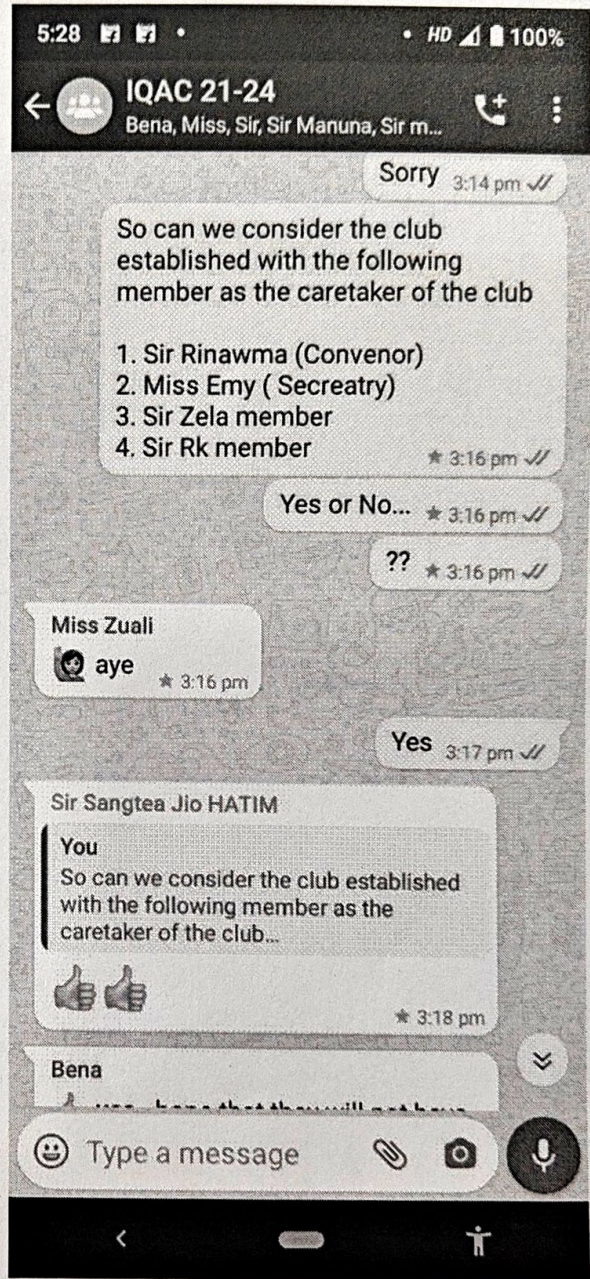 5:28 HD 100%
IQAC 21-24
Bena, Miss, Sir, Sir Manuna, Sir m...
Sorry 3:14 pm
So can we consider the club
established with the following
member as the caretaker of the club
1. Sir Rinawma (Convenor)
2. Miss Emy ( Secreatry)
3. Sir Zela member
4. Sir Rk member
3:16 pm
Yes or No... 3:16 pm
?? 3:16 pm
Miss Zuali
aye 3:16 pm
Yes 3:17 pm
Sir Sangtea Jio HATIM
You
So can we consider the club established
with the following member as the
caretaker of the club...
3:18 pm
Bena
Type a message